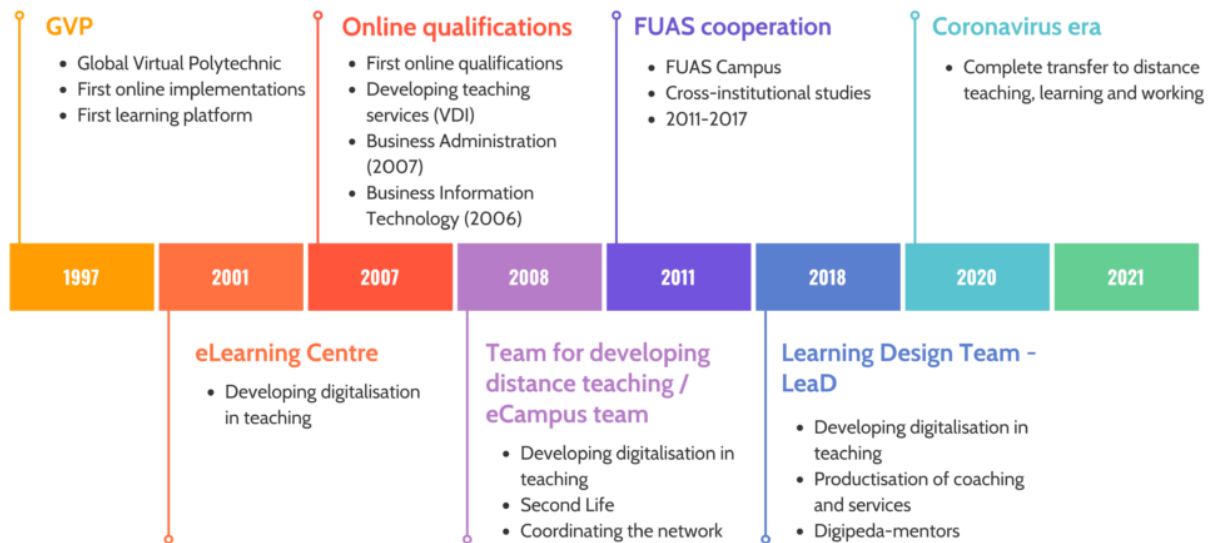 GVP
• Global Virtual Polytechnic
• First online implementations
• First learning platform
Online qualifications
• First online qualifications
• Developing teaching
services (VDI)
• Business Administration
(2007)
• Business Information
Technology (2006)
FUAS cooperation
• FUAS Campus
• Cross-institutional studies
• 2011-2017
Coronavirus era
• Complete transfer to distance
teaching, learning and working
1997
2001
2007
2008
2011
2018
2020
2021
eLearning Centre
• Developing digitalisation
in teaching
Team for developing
distance teaching /
eCampus team
• Developing digitalisation in
teaching
• Second Life
• Coordinating the network
Learning Design Team -
LeaD
• Developing digitalisation in
teaching
• Productisation of coaching
and services
• Digipeda-mentors